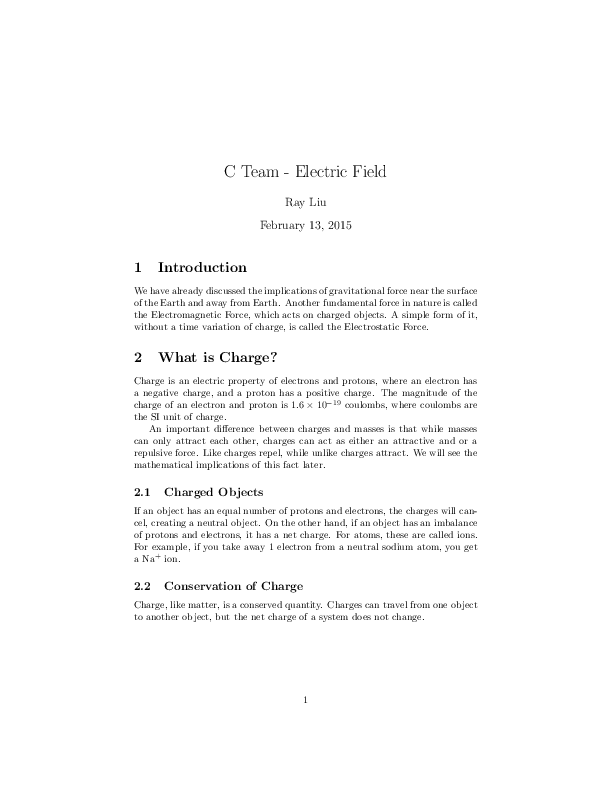 C Team - Electric Field
Ray Liu
February 13, 2015
1 Introduction
We have already discussed the implications of gravitational force near the surface
of the Earth and away from Earth. Another fundamental force in nature is called
the Electromagnetic Force, which acts on charged objects. A simple form of it,
without a time variation of charge, is called the Electrostatic Force.
2 What is Charge?
Charge is an electric property of electrons and protons, where an electron has
a negative charge, and a proton has a positive charge. The magnitude of the
charge of an electron and proton is 1.6 × 10⁻¹⁹ coulombs, where coulombs are
the SI unit of charge.
An important difference between charges and masses is that while masses
can only attract each other, charges can act as either an attractive and or a
repulsive force. Like charges repel, while unlike charges attract. We will see the
mathematical implications of this fact later.
2.1 Charged Objects
If an object has an equal number of protons and electrons, the charges will can-
cel, creating a neutral object. On the other hand, if an object has an imbalance
of protons and electrons, it has a net charge. For atoms, these are called ions.
For example, if you take away 1 electron from a neutral sodium atom, you get
a Na⁺ ion.
2.2 Conservation of Charge
Charge, like matter, is a conserved quantity. Charges can travel from one object
to another object, but the net charge of a system does not change.
1